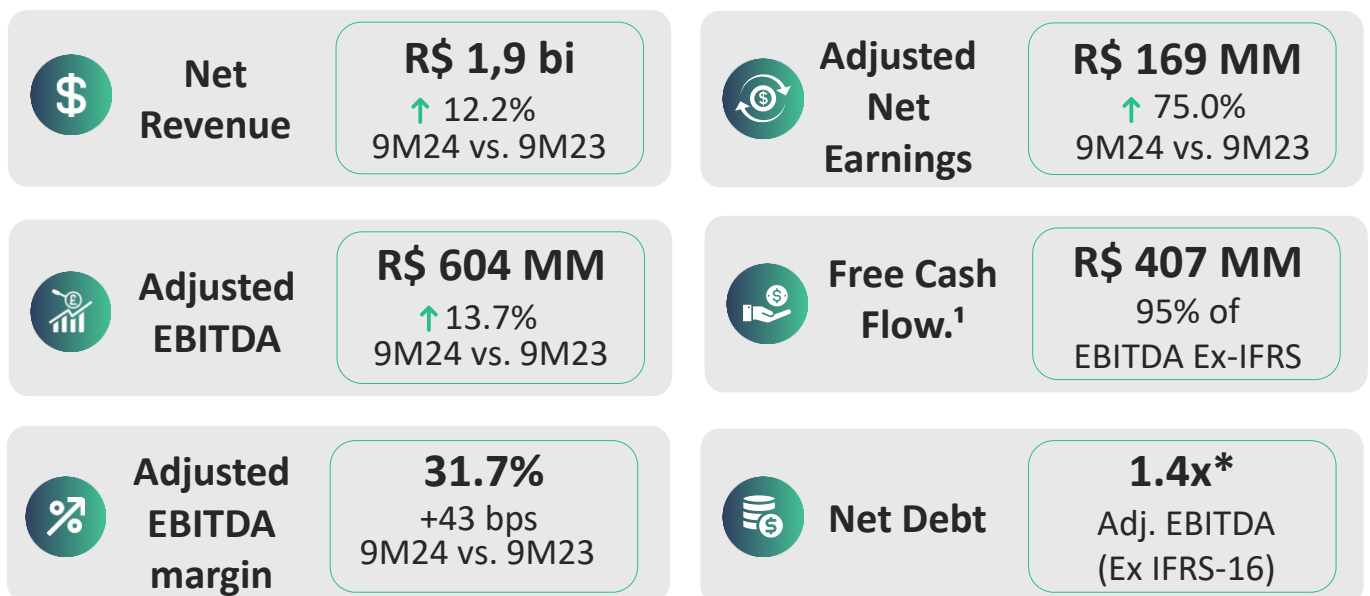 Net
Revenue
R$ 1,9 bi
↑ 12.2%
9M24 vs. 9M23
Adjusted
Net
Earnings
R$ 169 MM
↑ 75.0%
9M24 vs. 9M23
Adjusted
EBITDA
R$ 604 MM
↑ 13.7%
9M24 vs. 9M23
Free Cash
Flow.¹
R$ 407 MM
95% of
EBITDA Ex-IFRS
Adjusted
EBITDA
margin
31.7%
+43 bps
9M24 vs. 9M23
Net Debt
1.4x*
Adj. EBITDA
(Ex IFRS-16)